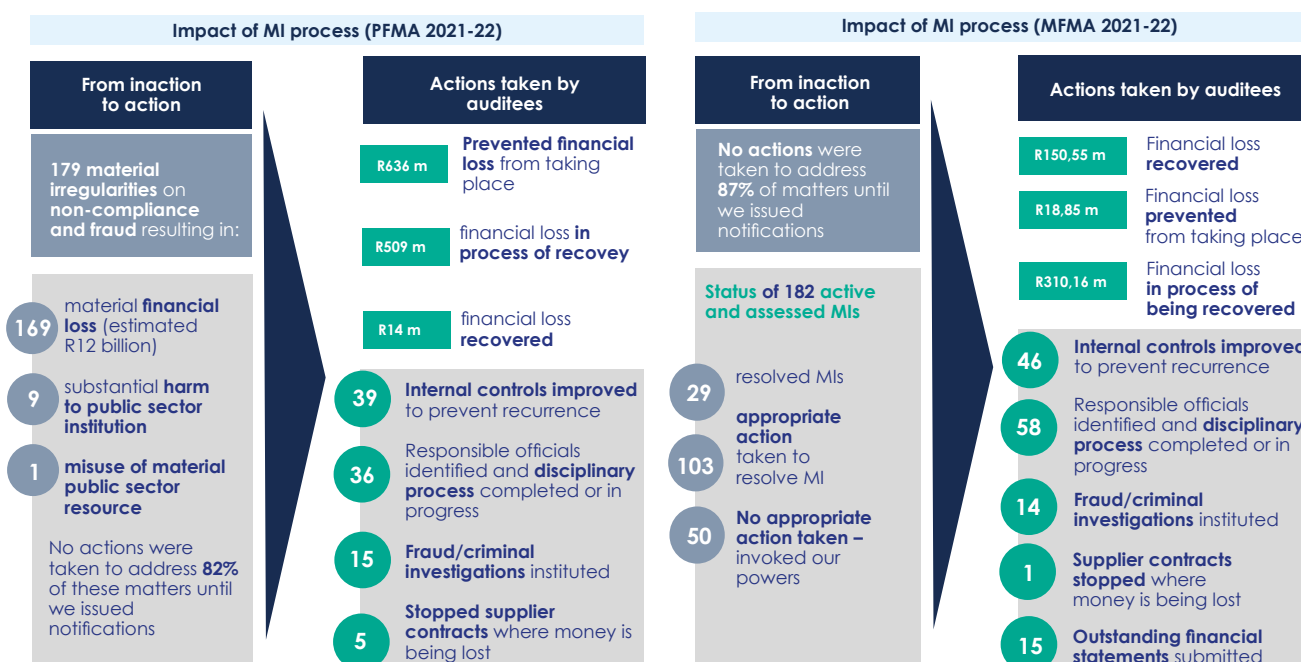 Impact of MI process (PFMA 2021-22)
From inaction
to action
179 material
irregularities on
non-compliance
and fraud resulting in:
169
material financial
loss (estimated
R12 billion)
9
substantial harm
to public sector
institution
1
misuse of material
public sector
resource
No actions were
taken to address 82%
of these matters until
we issued
notifications
Actions taken by
auditees
R636 m
Prevented financial
loss from taking
place
R509 m
financial loss in
process of recovey
R14 m
financial loss
recovered
39
Internal controls improved
to prevent recurrence
36
Responsible officials
identified and disciplinary
process completed or in
progress
15
Fraud/criminal
investigations instituted
5
Stopped supplier
contracts where money is
being lost
Impact of MI process (MFMA 2021-22)
From inaction
to action
No actions were
taken to address
87% of matters until
we issued
notifications
Status of 182 active
and assessed MIs
29
resolved MIs
103
appropriate
action
taken to
resolve MI
50
No appropriate
action taken –
invoked our
powers
Actions taken by auditees
R150,55 m
Financial loss
recovered
R18,85 m
Financial loss
prevented
from taking place
R310,16 m
Financial loss
in process of
being recovered
46
Internal controls improved
to prevent recurrence
58
Responsible officials
identified and disciplinary
process completed or in
progress
14
Fraud/criminal
investigations instituted
1
Supplier contracts
stopped where
money is being lost
15
Outstanding financial
statements submitted